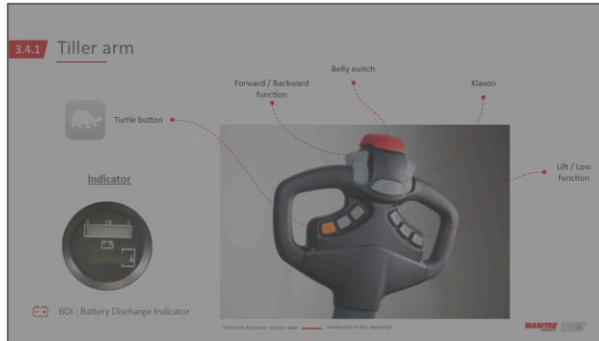 3.4.1 Tiller arm
Belly switch
Forward / Backward
function
Klaxon
Turtle button
Lift / Low
function
Indicator
BDI : Battery Discharge Indicator
MANITOU